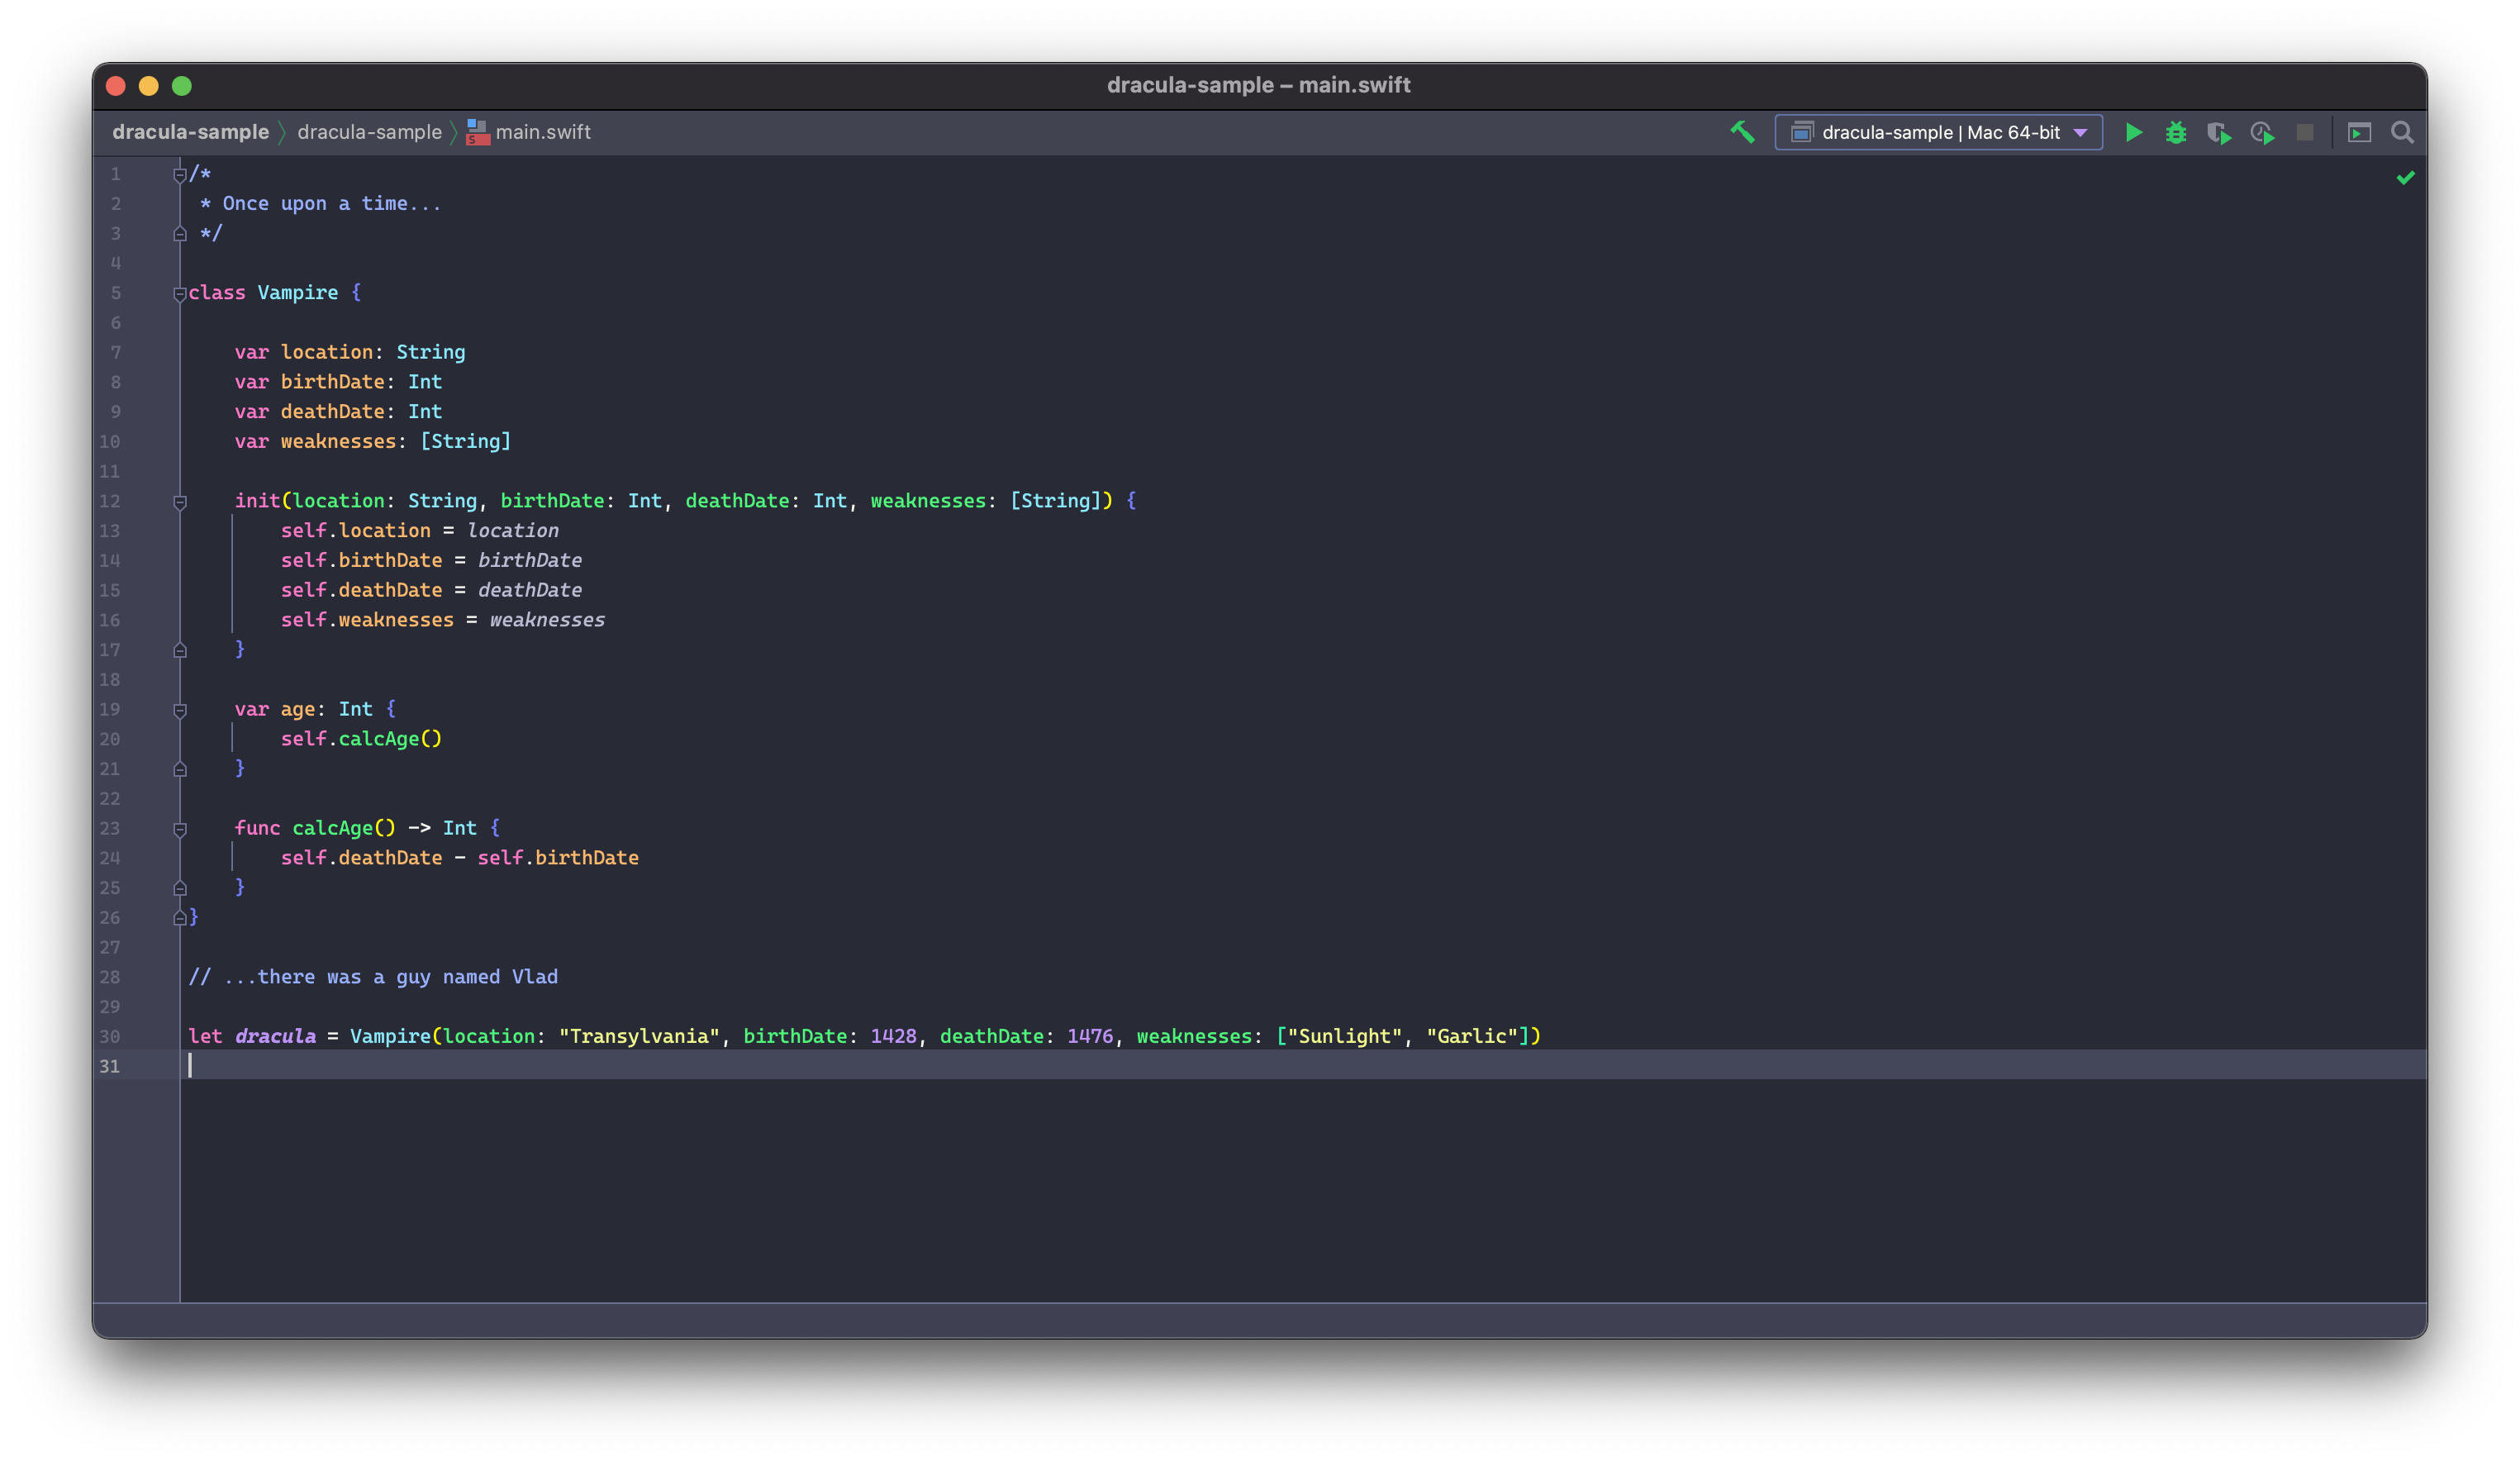 dracula-sample – main.swift
dracula-sample 〉 dracula-sample 〉 main.swift
dracula-sample | Mac 64-bit
1 /*
2  * Once upon a time...
3  */
4
5 class Vampire {
6
7     var location: String
8     var birthDate: Int
9     var deathDate: Int
10     var weaknesses: [String]
11
12     init(location: String, birthDate: Int, deathDate: Int, weaknesses: [String]) {
13         self.location = location
14         self.birthDate = birthDate
15         self.deathDate = deathDate
16         self.weaknesses = weaknesses
17     }
18
19     var age: Int {
20         self.calcAge()
21     }
22
23     func calcAge() -> Int {
24         self.deathDate - self.birthDate
25     }
26 }
27
28 // ...there was a guy named Vlad
29
30 let dracula = Vampire(location: "Transylvania", birthDate: 1428, deathDate: 1476, weaknesses: ["Sunlight", "Garlic"])
31